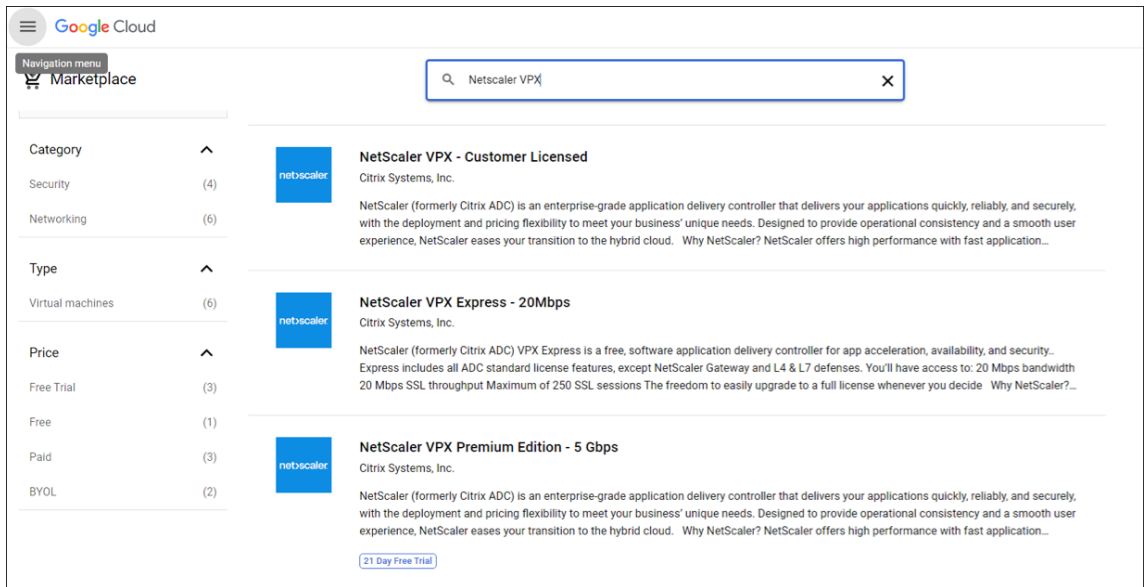 Google Cloud
Navigation menu
Marketplace
Netscaler VPX
Category
Security (4)
Networking (6)
Type
Virtual machines (6)
Price
Free Trial (3)
Free (1)
Paid (3)
BYOL (2)
netscaler
NetScaler VPX - Customer Licensed
Citrix Systems, Inc.
NetScaler (formerly Citrix ADC) is an enterprise-grade application delivery controller that delivers your applications quickly, reliably, and securely,
with the deployment and pricing flexibility to meet your business' unique needs. Designed to provide operational consistency and a smooth user
experience, NetScaler eases your transition to the hybrid cloud. Why NetScaler? NetScaler offers high performance with fast application…
netscaler
NetScaler VPX Express - 20Mbps
Citrix Systems, Inc.
NetScaler (formerly Citrix ADC) VPX Express is a free, software application delivery controller for app acceleration, availability, and security..
Express includes all ADC standard license features, except NetScaler Gateway and L4 & L7 defenses. You'll have access to: 20 Mbps bandwidth
20 Mbps SSL throughput Maximum of 250 SSL sessions The freedom to easily upgrade to a full license whenever you decide Why NetScaler?…
netscaler
NetScaler VPX Premium Edition - 5 Gbps
Citrix Systems, Inc.
NetScaler (formerly Citrix ADC) is an enterprise-grade application delivery controller that delivers your applications quickly, reliably, and securely,
with the deployment and pricing flexibility to meet your business' unique needs. Designed to provide operational consistency and a smooth user
experience, NetScaler eases your transition to the hybrid cloud. Why NetScaler? NetScaler offers high performance with fast application…
21 Day Free Trial